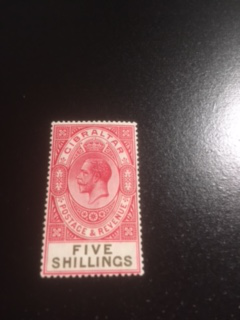 GIBRALTAR
POSTAGE & REVENUE
FIVE
SHILLINGS